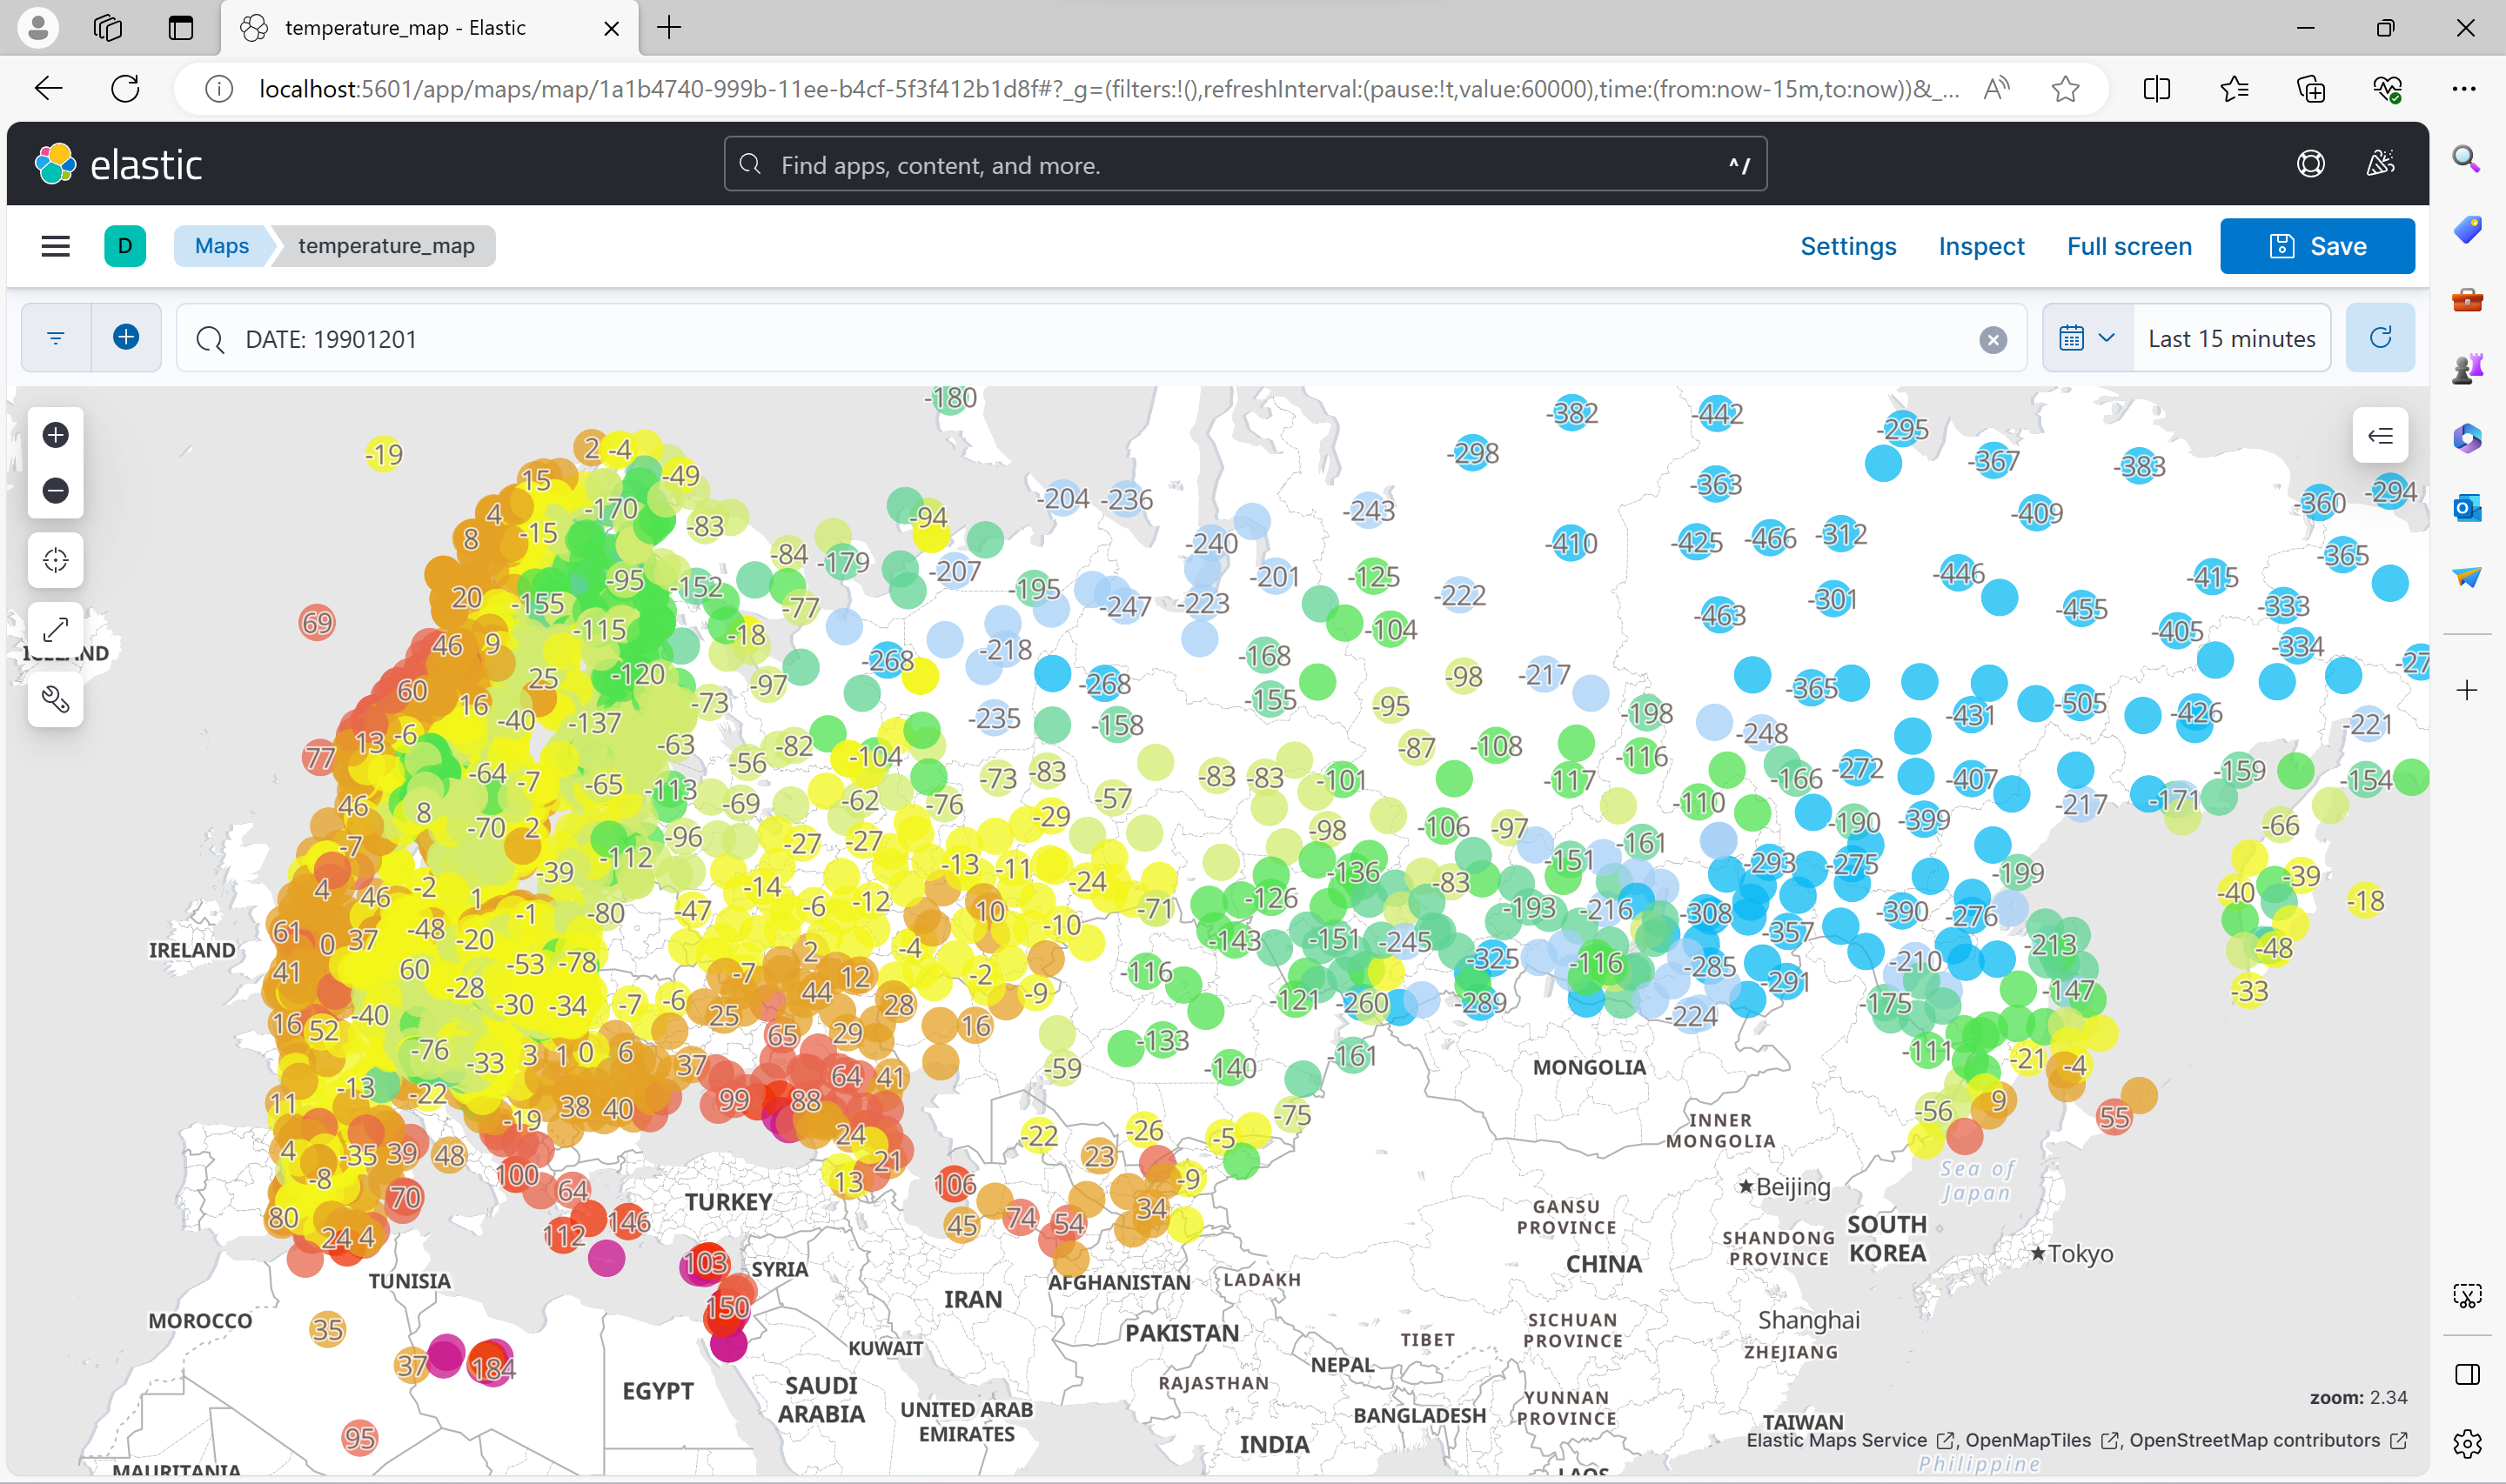 temperature_map - Elastic
localhost:5601/app/maps/map/1a1b4740-999b-11ee-b4cf-5f3f412b1d8f#?_g=(filters:!(),refreshInterval:(pause:!t,value:60000),time:(from:now-15m,to:now))&_...
elastic
Find apps, content, and more.
^/
D
Maps
temperature_map
Settings
Inspect
Full screen
Save
DATE: 19901201
Last 15 minutes
-180
-382 -442 -295
-19 2 -4 -298 -367 -383
15 -49 -363 -294
4 -170 -204 -236 -243 -360
8 -15 -83 -94 -409
-240 -410 -425 -466 -312
-84 -179 -207 -365
-95 -152 -195 -201 -125 -446 -415
20 -155 -77 -247 -223 -222 -301 -455 -333
69 -115 -18 -104 -463 -405
46 9 -218 -168 -334
ICELAND
-268 -27
60 25 -120 -97 -268 -98 -217 -365
16 -40 -73 -155 -95 -198 -505
-137 -235 -158 -431 -426 -221
13 -6 -63 -82 -87 -108 -248
77 -56 -104 -116
-64 -7 -65 -73 -83 -83 -83 -101 -117 -166 -272 -407 -159 -154
46 8 -113 -69 -62 -76 -57 -110 -217 -171
-70 2 -96 -29 -98 -106 -97 -190 -399 -66
-7 -27 -27 -161
-112 -13 -11 -151 -293 -275
4 46 -2 1 -39 -14 -24 -136 -83 -199 -39
-1 -80 -47 -6 -12 10 -71 -126 -193 -216 -308 -390 -276 -40 -18
61 0 37 -48 -20 -10 -143 -151 -245 -357 -213 -48
IRELAND
41 60 -53 -78 2 -4 -325 -116 -285 -210
-28 -7 12 -2 -116 -291
-30 -34 -7 -6 44 28 -9 -121 -260 -289 -175 -147 -33
16 52 -40 25 65 29 16 -224
-76 -33 3 1 0 6 37 -133 -161 -111 -21 -4
64 41 -59 -140
MONGOLIA
-13 -22 99 88 9
11 -19 38 40 -75 -56 55
INNER
MONGOLIA
4 -35 39 48 24 -22 -26 -5
-8 100 21 23
Sea of
Japan
70 64 13 106 -9
TURKEY
Beijing
80 24 4 112 146 45 74 54 34
GANSU
PROVINCE
SHANDONG
PROVINCE
SOUTH
KOREA
Tokyo
103
SYRIA
CHINA
TUNISIA
AFGHANISTAN
LADAKH
150
IRAN
MOROCCO
35
PAKISTAN
SICHUAN
PROVINCE
Shanghai
KUWAIT
TIBET
ZHEJIANG
37 184
NEPAL
EGYPT
SAUDI
ARABIA
RAJASTHAN
UNITED ARAB
EMIRATES
BANGLADESH
YUNNAN
PROVINCE
zoom: 2.34
TAIWAN
95
INDIA
Elastic Maps Service , OpenMapTiles , OpenStreetMap contributors
MAURITANIA
LAOS
Philippine